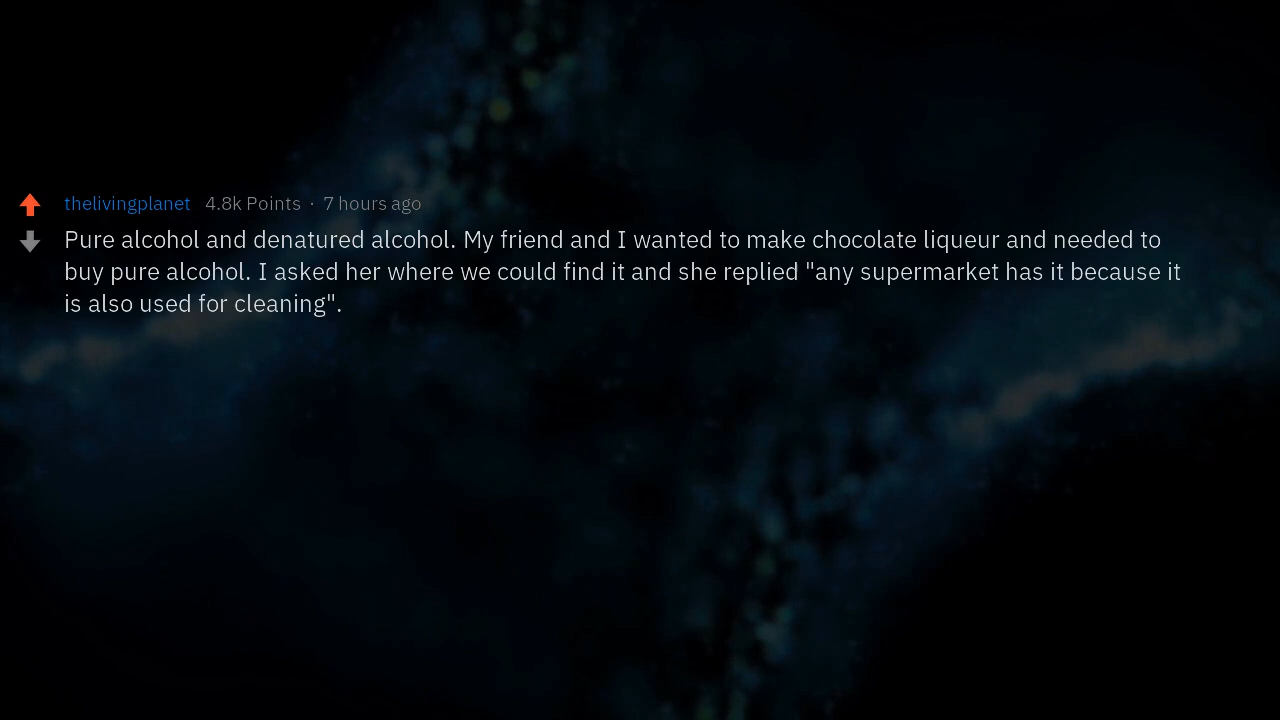 thelivingplanet 4.8k Points · 7 hours ago
Pure alcohol and denatured alcohol. My friend and I wanted to make chocolate liqueur and needed to
buy pure alcohol. I asked her where we could find it and she replied "any supermarket has it because it
is also used for cleaning".